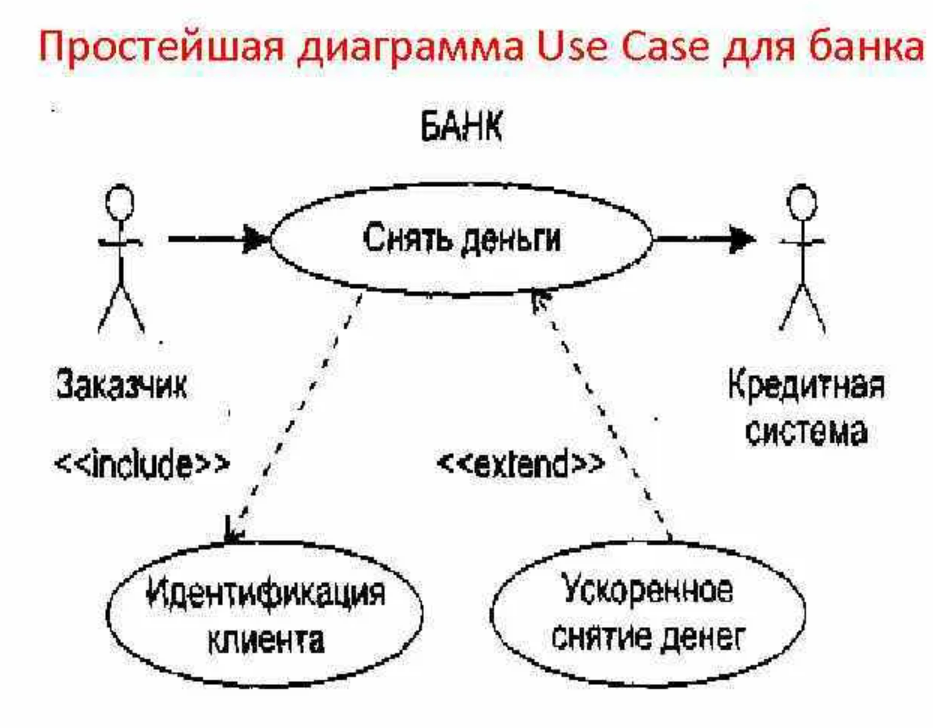 Простейшая диаграмма Use Case для банка
БАНК
Снять деньги
Заказчик
Кредитная
система
<<include>>
<<extend>>
Идентификация
клиента
Ускоренное
снятие денег